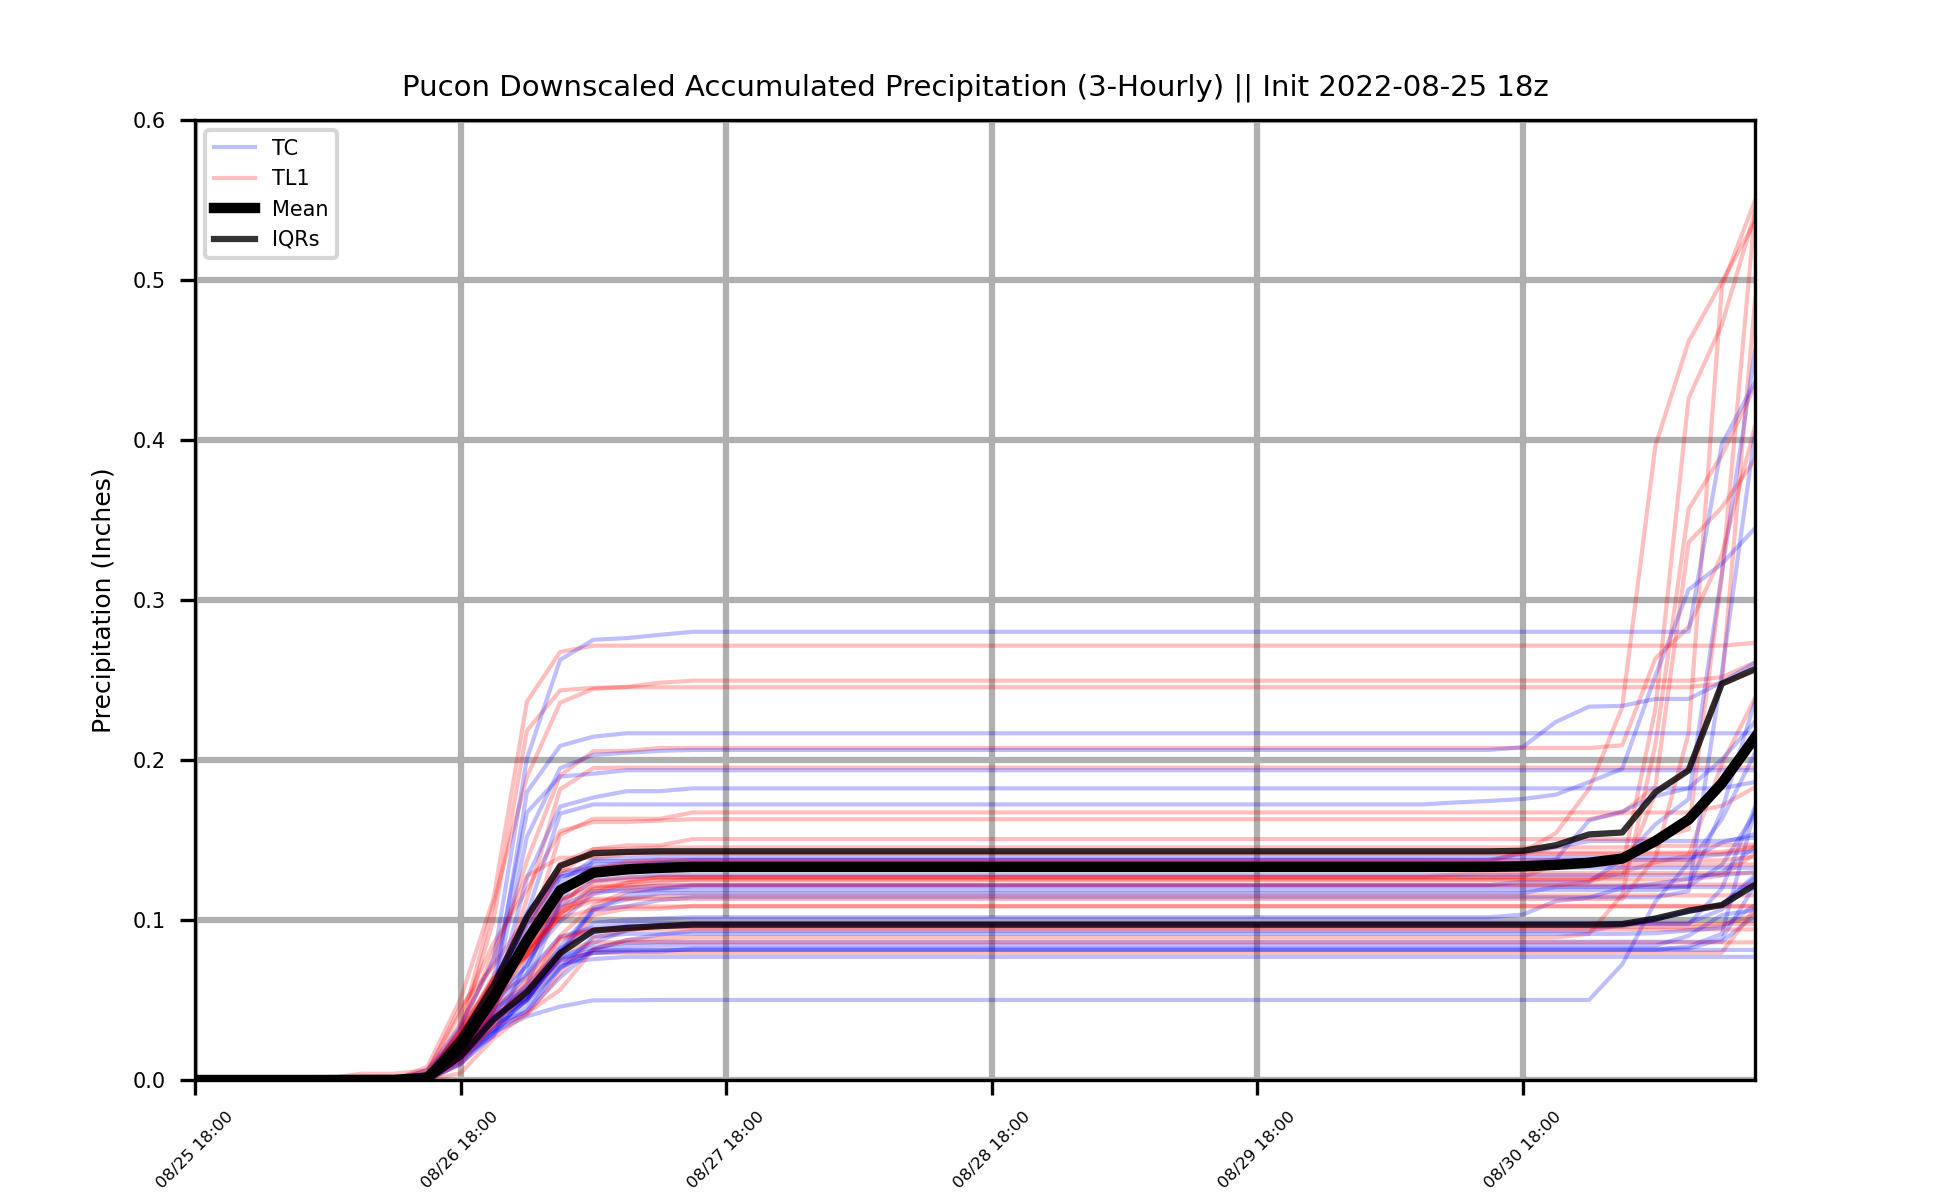 Pucon Downscaled Accumulated Precipitation (3-Hourly) || Init 2022-08-25 18z
TC
TL1
Mean
IQRs
Precipitation (Inches)
0.6
0.5
0.4
0.3
0.2
0.1
0.0
08/25 18:00
08/26 18:00
08/27 18:00
08/28 18:00
08/29 18:00
08/30 18:00